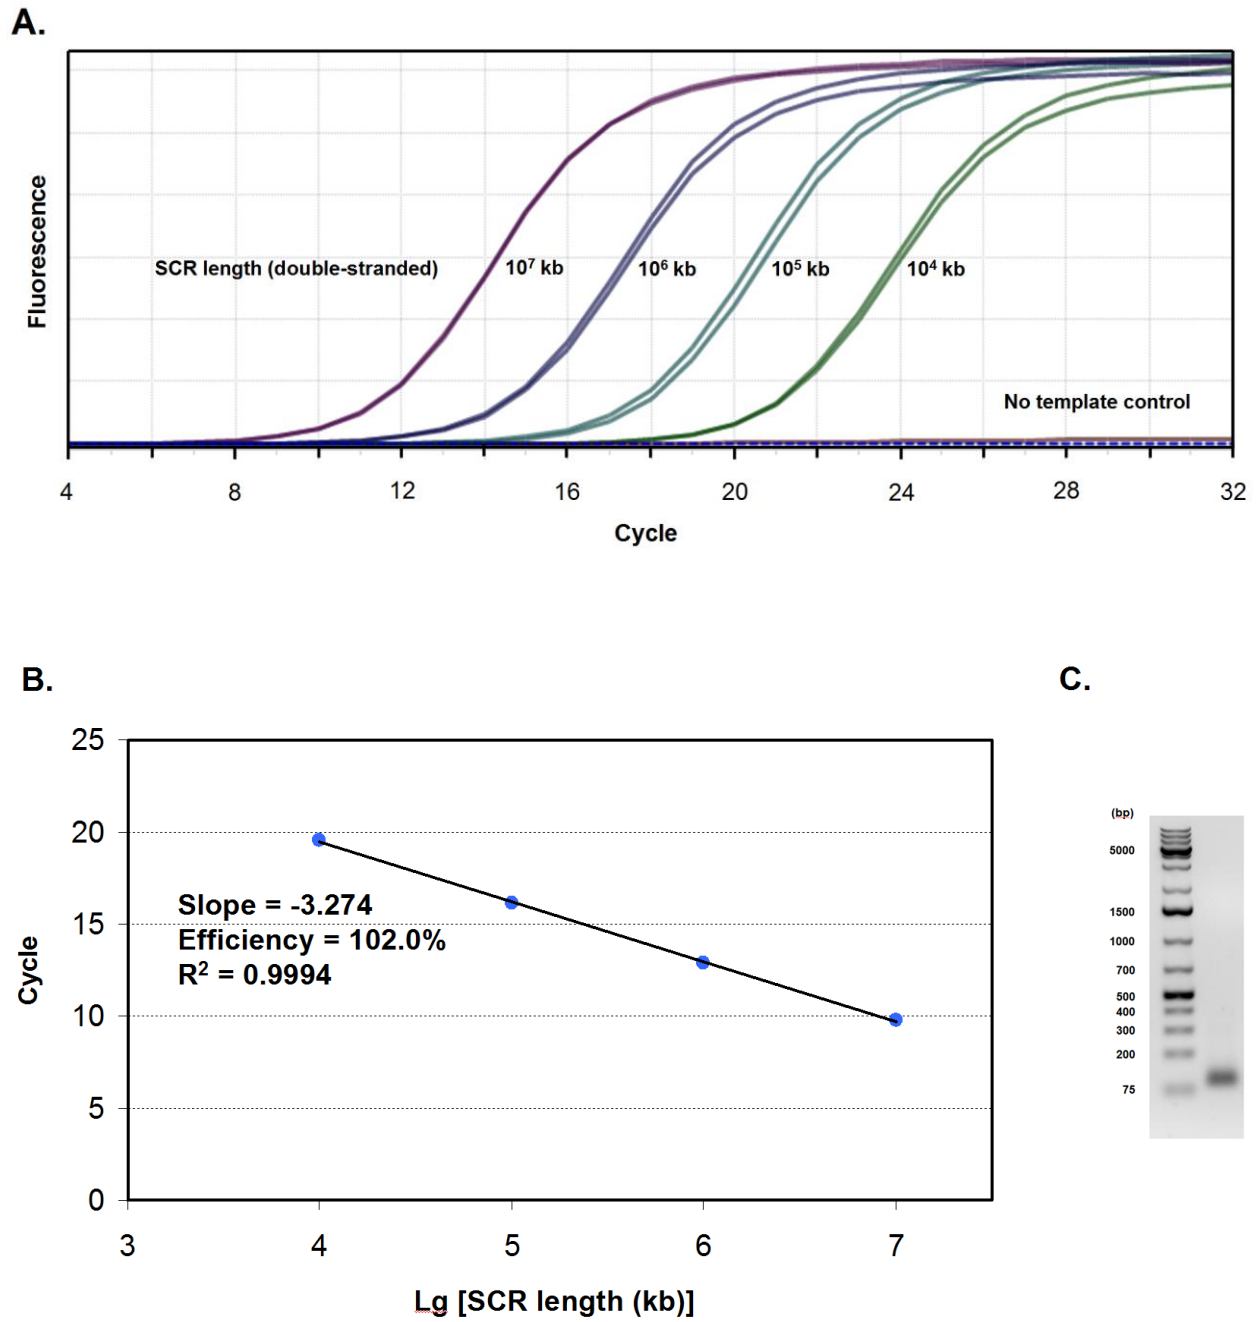 A.
Fluorescence
SCR length (double-stranded)
10⁷ kb
10⁶ kb
10⁵ kb
10⁴ kb
No template control
4 8 12 16 20 24 28 32
Cycle
B.
25
20
15
10
5
0
Cycle
Slope = -3.274
Efficiency = 102.0%
R² = 0.9994
3 4 5 6 7
Lg [SCR length (kb)]
C.
(bp)
5000
1500
1000
700
500
400
300
200
75